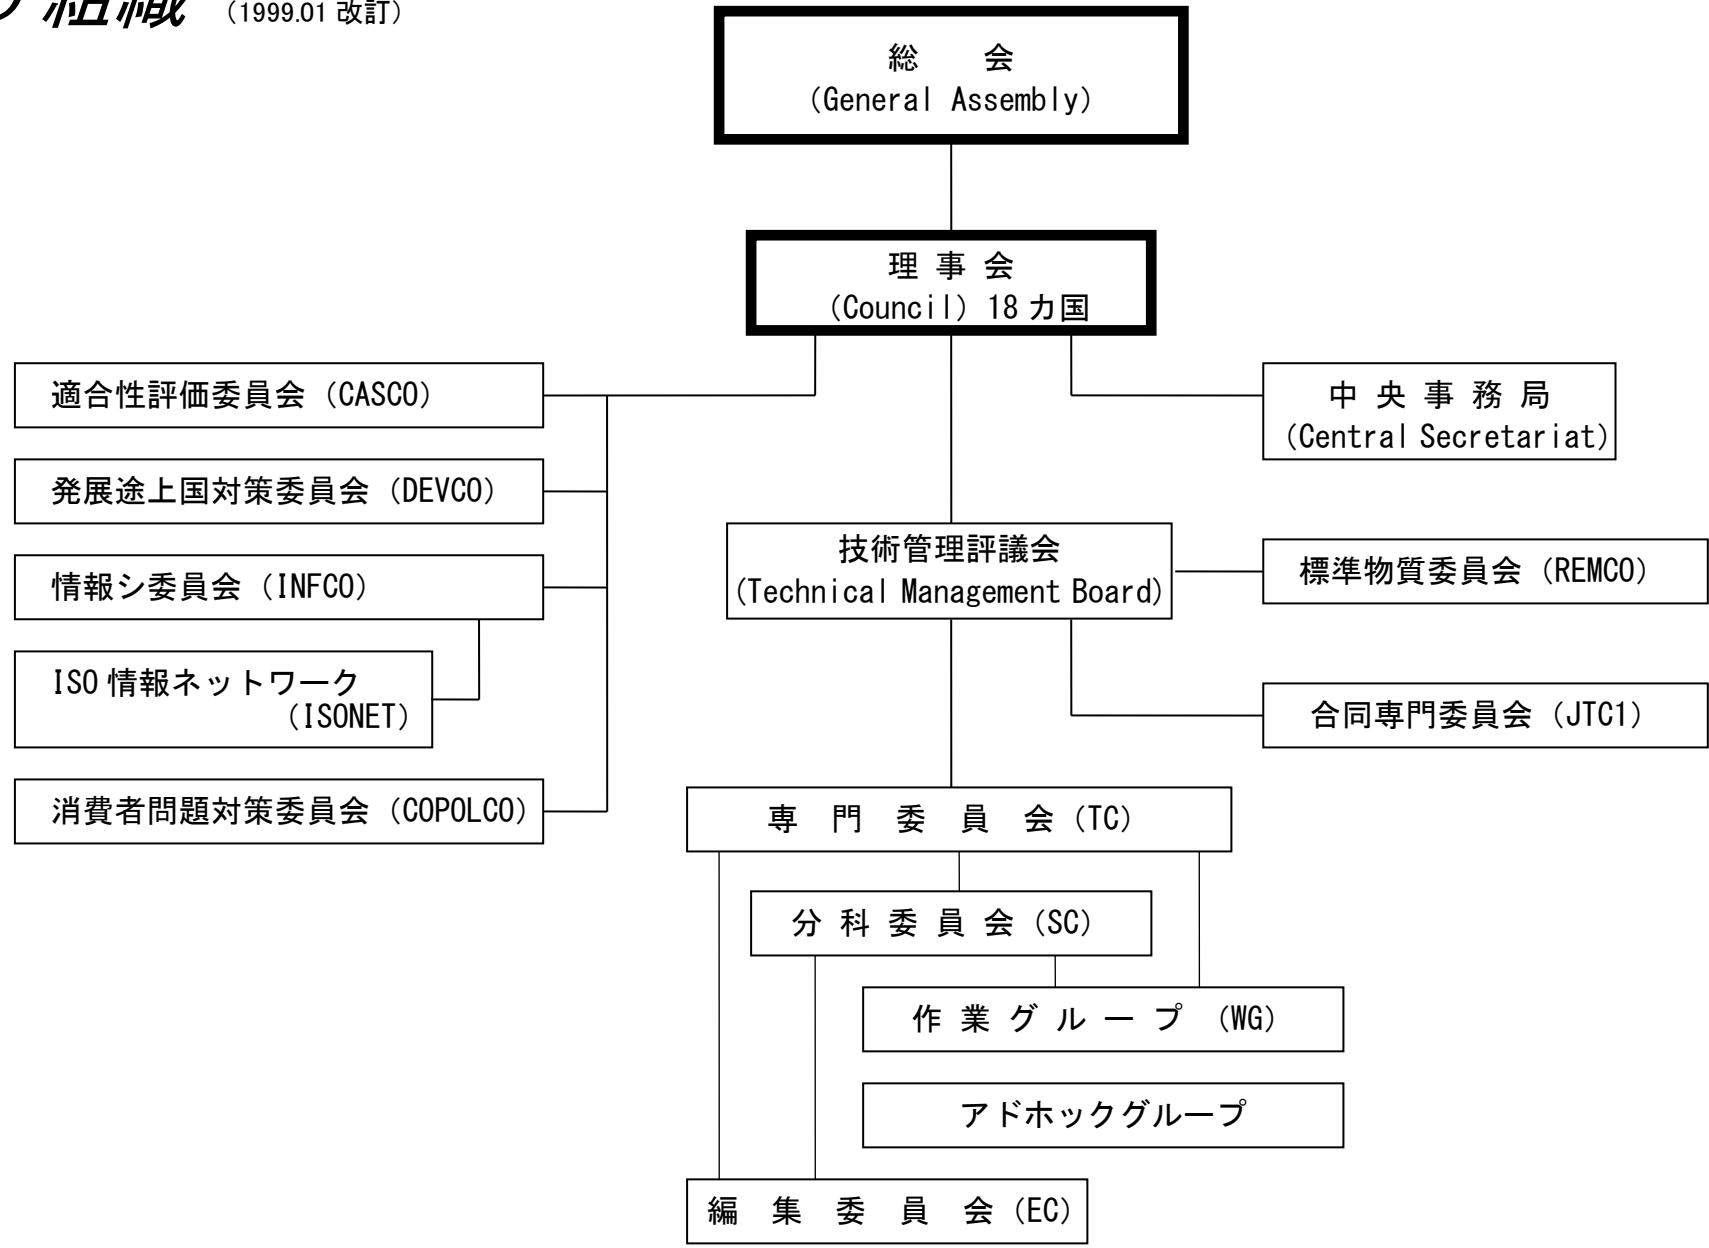 の 組織 （1999.01 改訂）
総 会
(General Assembly)
理 事 会
(Council) 18 カ国
適合性評価委員会 (CASCO)
中 央 事 務 局
(Central Secretariat)
発展途上国対策委員会 (DEVCO)
技術管理評議会
(Technical Management Board)
標準物質委員会 (REMCO)
情報シ委員会 (INFCO)
ISO 情報ネットワーク
(ISONET)
合同専門委員会 (JTC1)
消費者問題対策委員会 (COPOLCO)
専 門 委 員 会 (TC)
分 科 委 員 会 (SC)
作 業 グ ル ー プ (WG)
アドホックグループ
編 集 委 員 会 (EC)